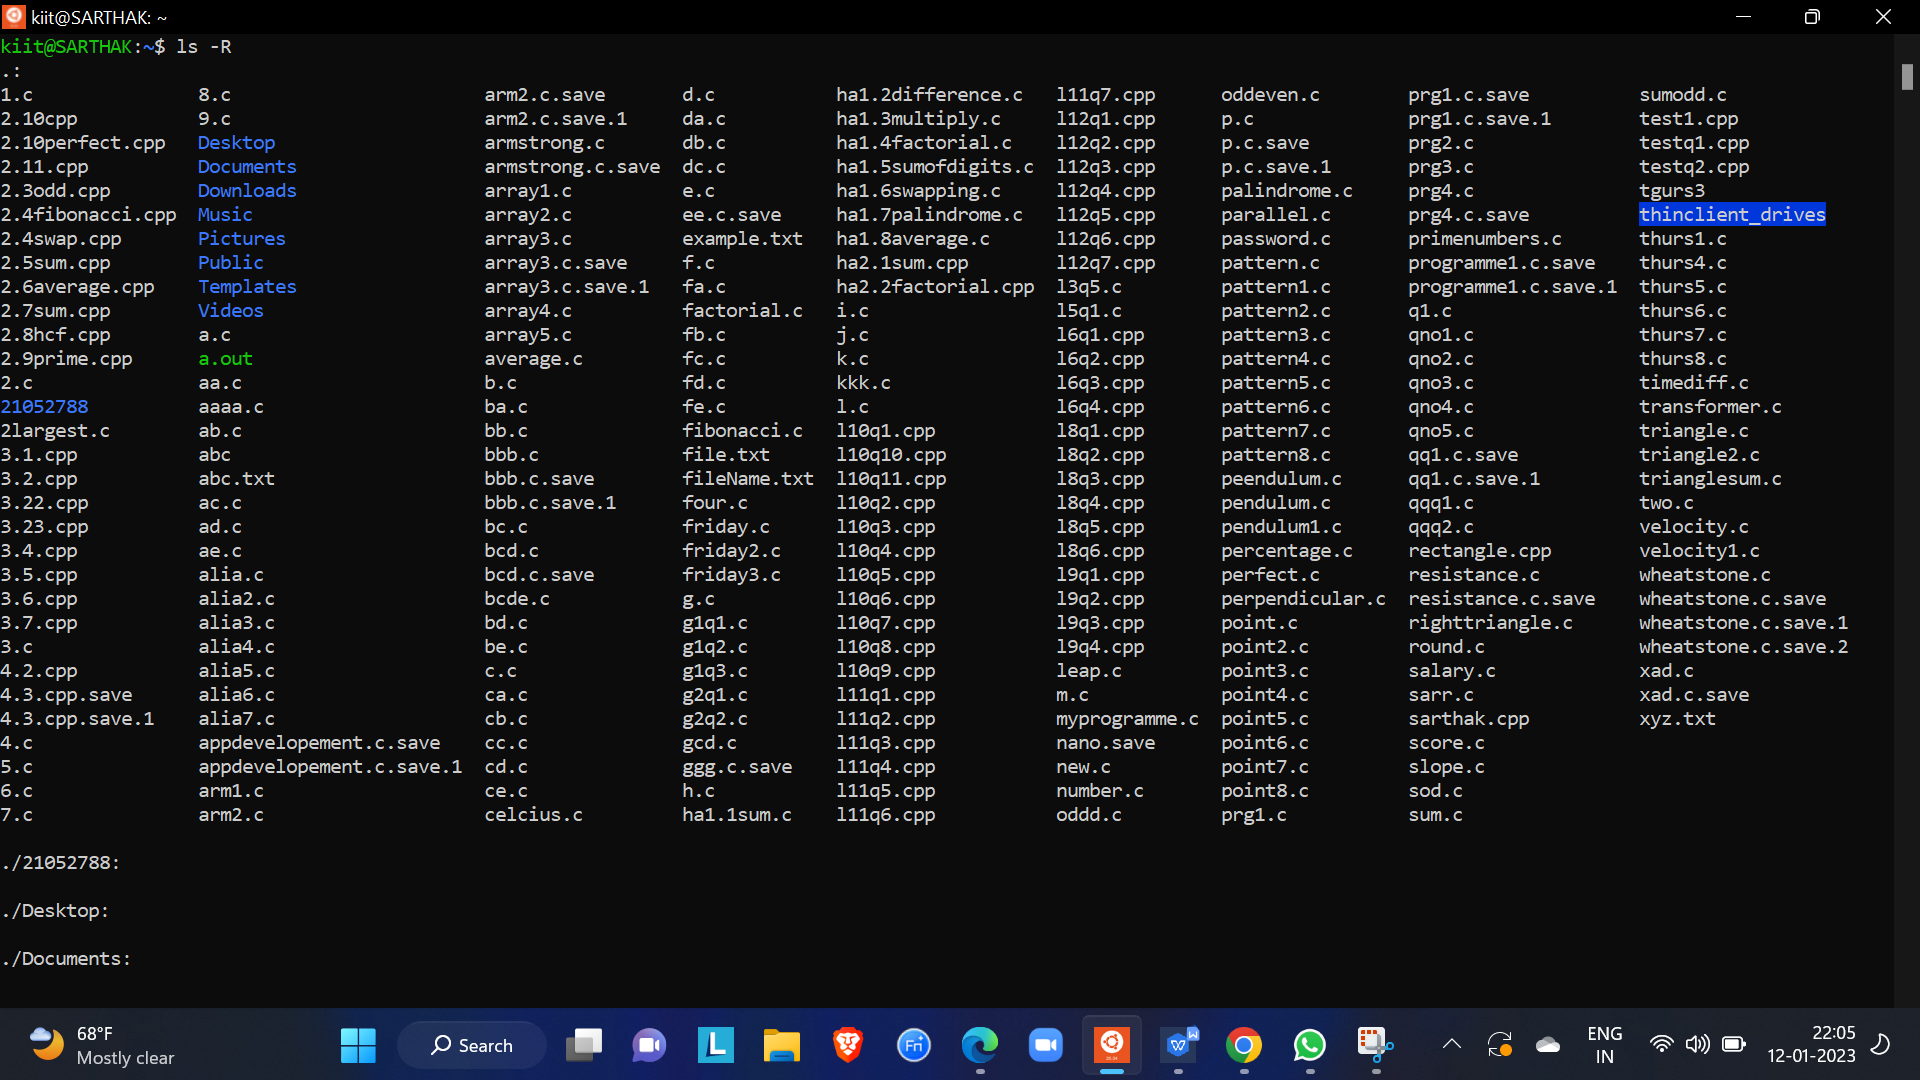 kiit@SARTHAK: ~
kiit@SARTHAK:~$ ls -R
.:
1.c 8.c arm2.c.save d.c ha1.2difference.c l11q7.cpp oddeven.c prg1.c.save sumodd.c
2.10cpp 9.c arm2.c.save.1 da.c ha1.3multiply.c l12q1.cpp p.c prg1.c.save.1 test1.cpp
2.10perfect.cpp Desktop armstrong.c db.c ha1.4factorial.c l12q2.cpp p.c.save prg2.c testq1.cpp
2.11.cpp Documents armstrong.c.save dc.c ha1.5sumofdigits.c l12q3.cpp p.c.save.1 prg3.c testq2.cpp
2.3odd.cpp Downloads array1.c e.c ha1.6swapping.c l12q4.cpp palindrome.c prg4.c tgurs3
2.4fibonacci.cpp Music array2.c ee.c.save ha1.7palindrome.c l12q5.cpp parallel.c prg4.c.save thinclient_drives
2.4swap.cpp Pictures array3.c example.txt ha1.8average.c l12q6.cpp password.c primenumbers.c thurs1.c
2.5sum.cpp Public array3.c.save f.c ha2.1sum.cpp l12q7.cpp pattern.c programme1.c.save thurs4.c
2.6average.cpp Templates array3.c.save.1 fa.c ha2.2factorial.cpp l3q5.c pattern1.c programme1.c.save.1 thurs5.c
2.7sum.cpp Videos array4.c factorial.c i.c l5q1.c pattern2.c q1.c thurs6.c
2.8hcf.cpp a.c array5.c fb.c j.c l6q1.cpp pattern3.c qno1.c thurs7.c
2.9prime.cpp a.out average.c fc.c k.c l6q2.cpp pattern4.c qno2.c thurs8.c
2.c aa.c b.c fd.c kkk.c l6q3.cpp pattern5.c qno3.c timediff.c
21052788 aaaa.c ba.c fe.c l.c l6q4.cpp pattern6.c qno4.c transformer.c
2largest.c ab.c bb.c fibonacci.c l10q1.cpp l8q1.cpp pattern7.c qno5.c triangle.c
3.1.cpp abc bbb.c file.txt l10q10.cpp l8q2.cpp pattern8.c qq1.c.save triangle2.c
3.2.cpp abc.txt bbb.c.save fileName.txt l10q11.cpp l8q3.cpp peendulum.c qq1.c.save.1 trianglesum.c
3.22.cpp ac.c bbb.c.save.1 four.c l10q2.cpp l8q4.cpp pendulum.c qqq1.c two.c
3.23.cpp ad.c bc.c friday.c l10q3.cpp l8q5.cpp pendulum1.c qqq2.c velocity.c
3.4.cpp ae.c bcd.c friday2.c l10q4.cpp l8q6.cpp percentage.c rectangle.cpp velocity1.c
3.5.cpp alia.c bcd.c.save friday3.c l10q5.cpp l9q1.cpp perfect.c resistance.c wheatstone.c
3.6.cpp alia2.c bcde.c g.c l10q6.cpp l9q2.cpp perpendicular.c resistance.c.save wheatstone.c.save
3.7.cpp alia3.c bd.c g1q1.c l10q7.cpp l9q3.cpp point.c righttriangle.c wheatstone.c.save.1
3.c alia4.c be.c g1q2.c l10q8.cpp l9q4.cpp point2.c round.c wheatstone.c.save.2
4.2.cpp alia5.c c.c g1q3.c l10q9.cpp leap.c point3.c salary.c xad.c
4.3.cpp.save alia6.c ca.c g2q1.c l11q1.cpp m.c point4.c sarr.c xad.c.save
4.3.cpp.save.1 alia7.c cb.c g2q2.c l11q2.cpp myprogramme.c point5.c sarthak.cpp xyz.txt
4.c appdevelopement.c.save cc.c gcd.c l11q3.cpp nano.save point6.c score.c
5.c appdevelopement.c.save.1 cd.c ggg.c.save l11q4.cpp new.c point7.c slope.c
6.c arm1.c ce.c h.c l11q5.cpp number.c point8.c sod.c
7.c arm2.c celcius.c ha1.1sum.c l11q6.cpp oddd.c prg1.c sum.c
./21052788:
./Desktop:
./Documents:
68°F
Mostly clear
Search
L
Fn
W
ENG
IN
22:05
12-01-2023